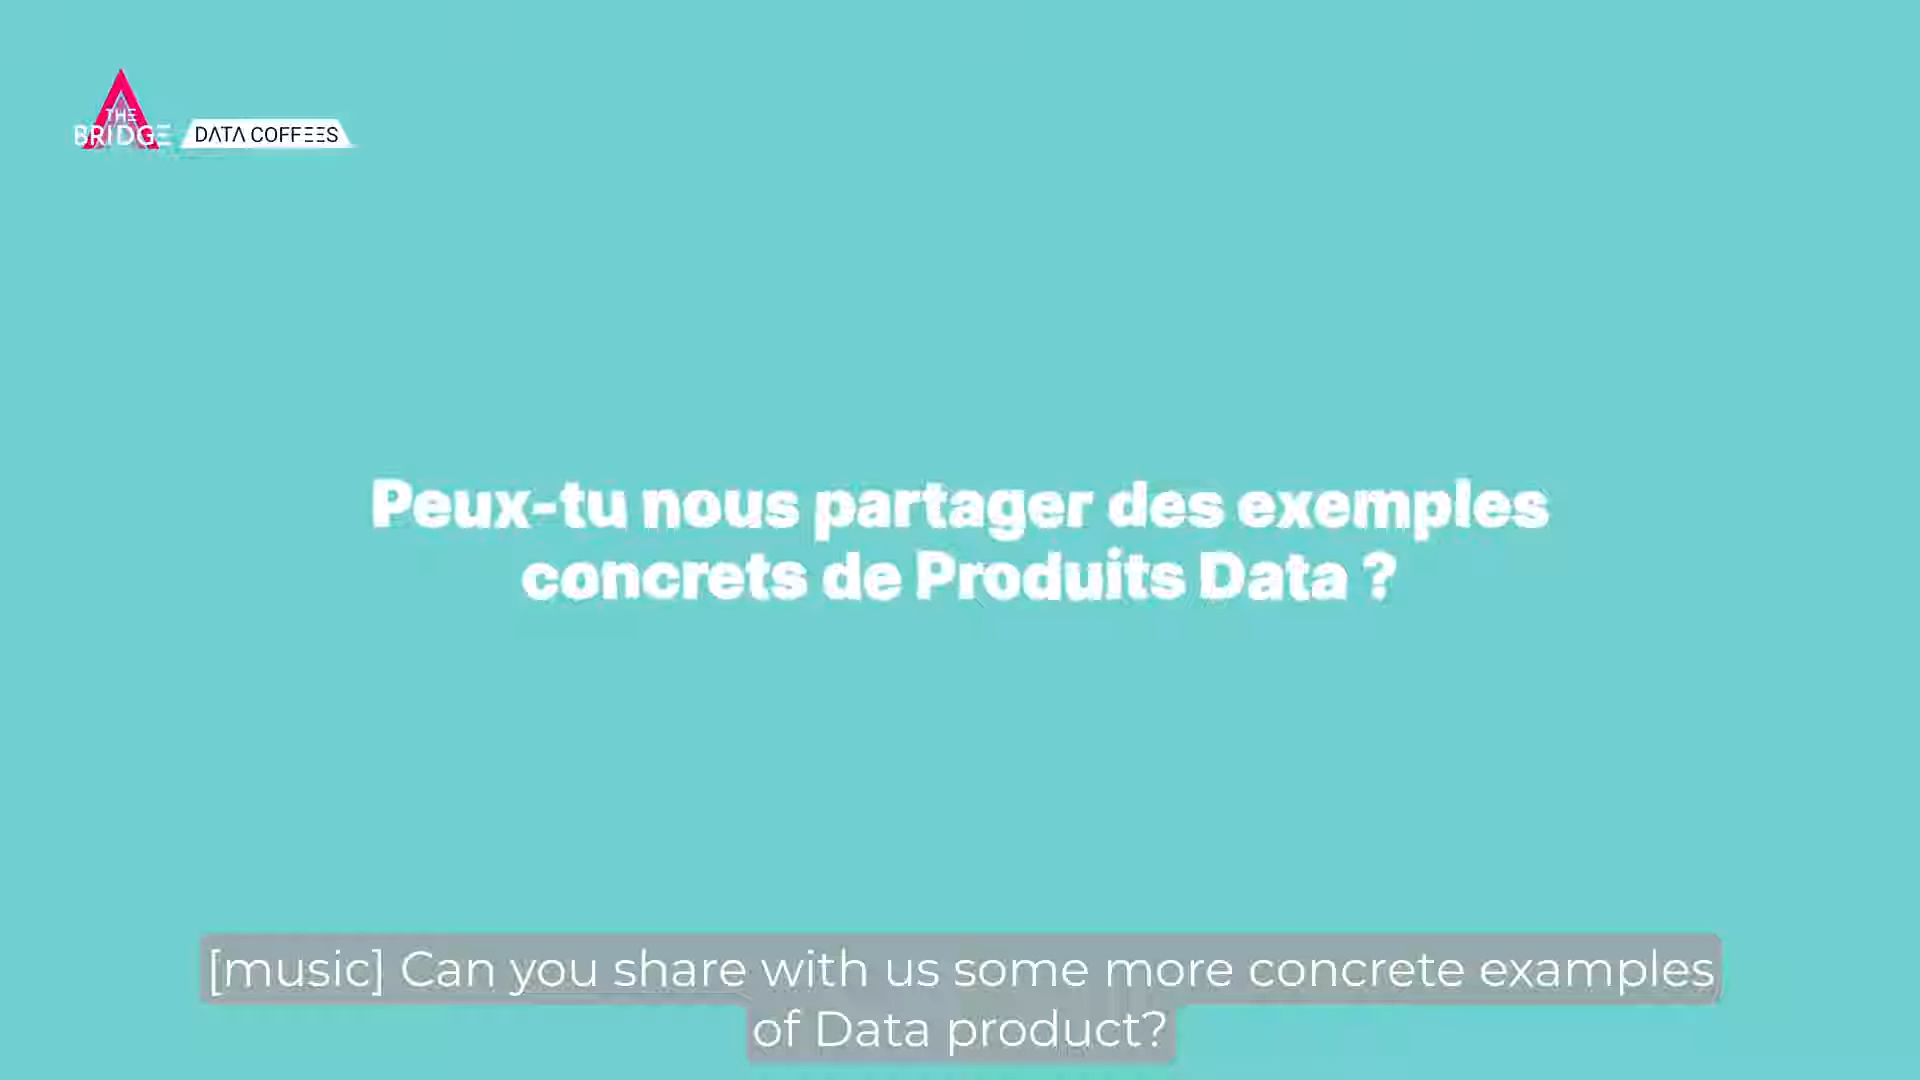 THE
BRIDGE
DATA COFFEES
Peux-tu nous partager des exemples
concrets de Produits Data ?
[music] Can you share with us some more concrete examples
of Data product?